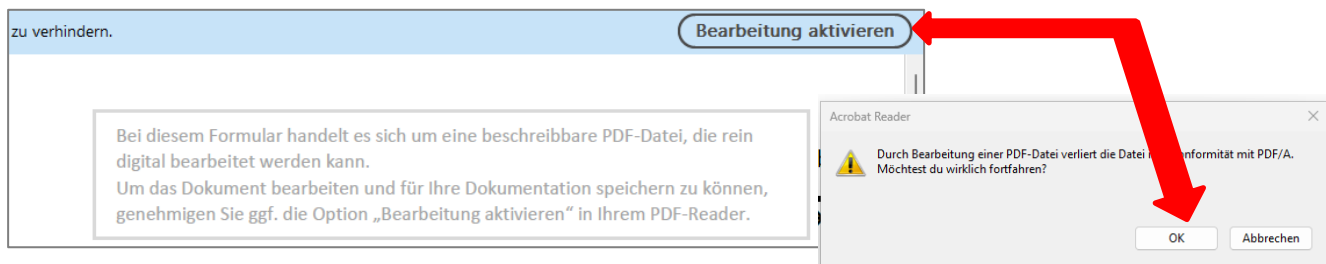 zu verhindern.
Bearbeitung aktivieren
Bei diesem Formular handelt es sich um eine beschreibbare PDF-Datei, die rein
digital bearbeitet werden kann.
Um das Dokument bearbeiten und für Ihre Dokumentation speichern zu können,
genehmigen Sie ggf. die Option „Bearbeitung aktivieren“ in Ihrem PDF-Reader.
Acrobat Reader
Durch Bearbeitung einer PDF-Datei verliert die Datei mit PDF/A.
Möchtest du wirklich fortfahren?
OK
Abbrechen